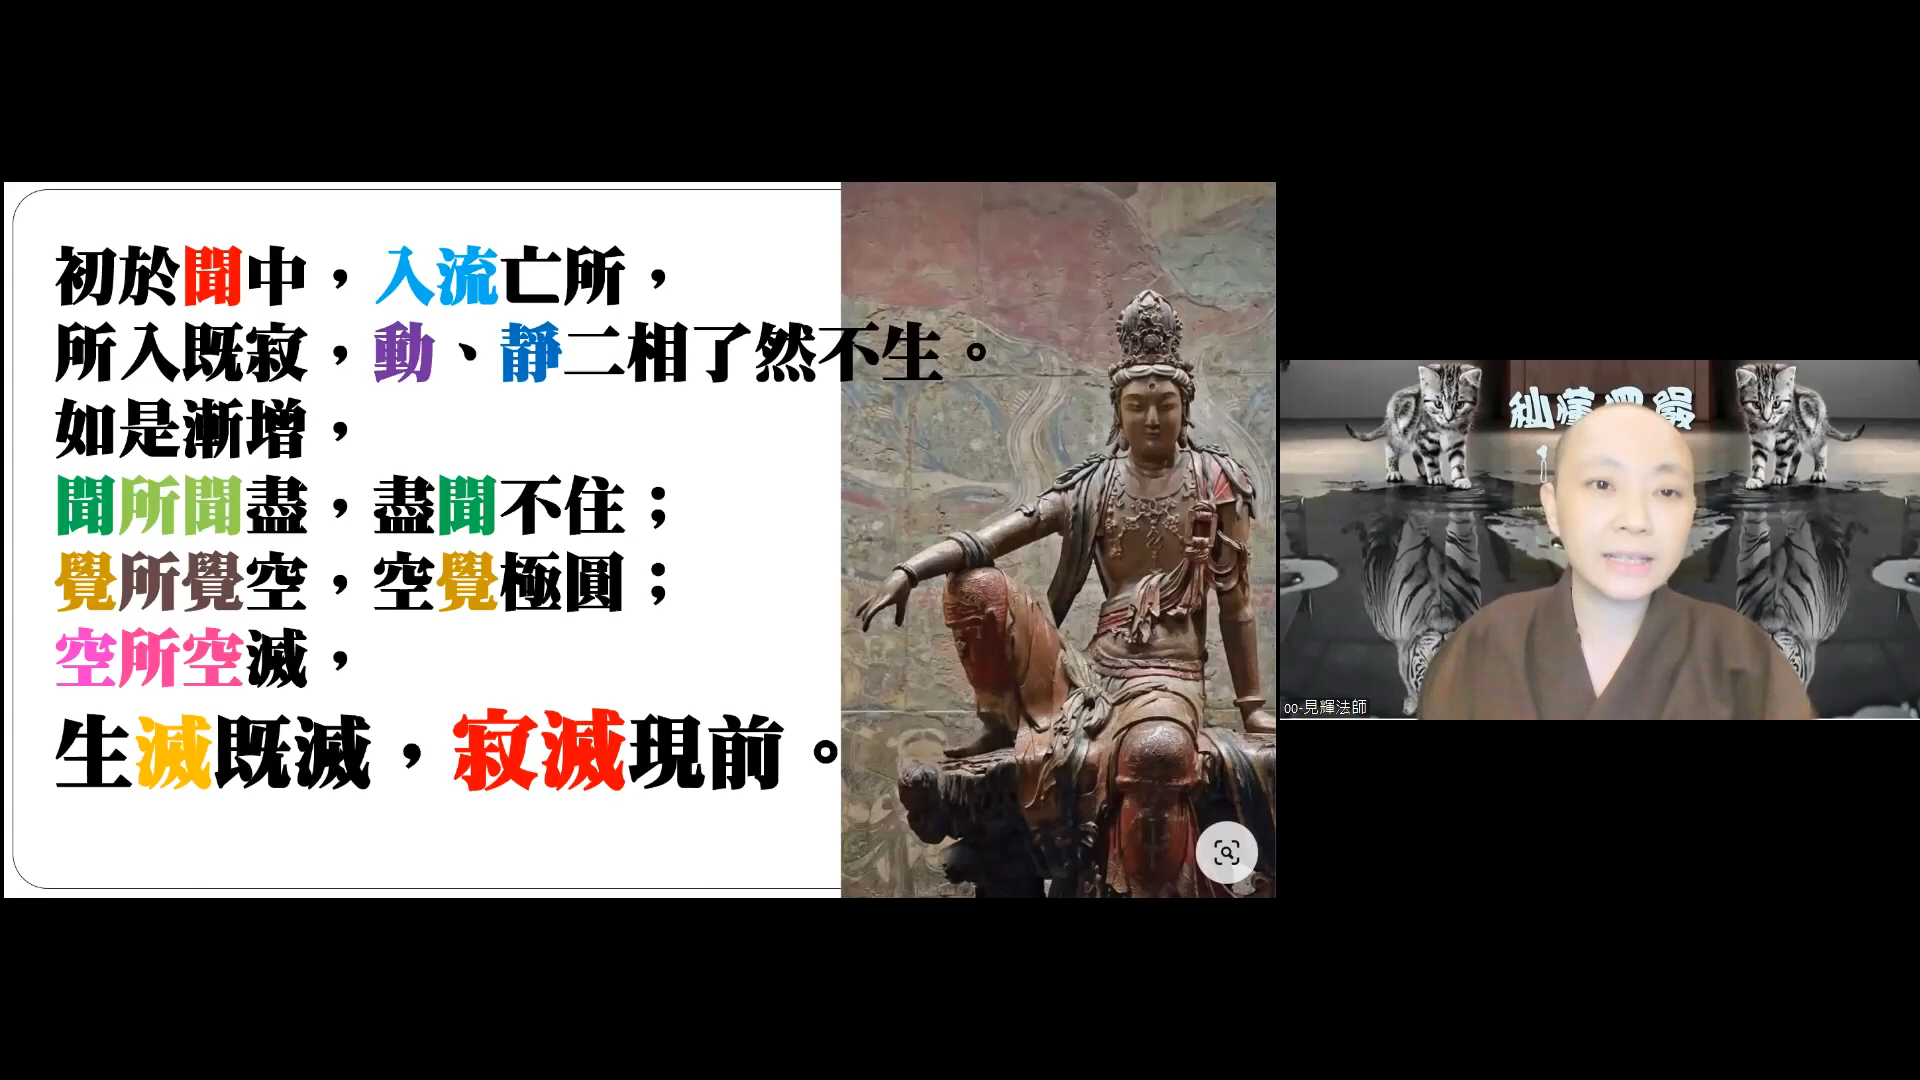 初於聞中，入流亡所，
所入既寂，動、靜二相了然不生。
如是漸增，
聞所聞盡，盡聞不住；
覺所覺空，空覺極圓；
空所空滅，
生滅既滅，寂滅現前。
00-見輝法師